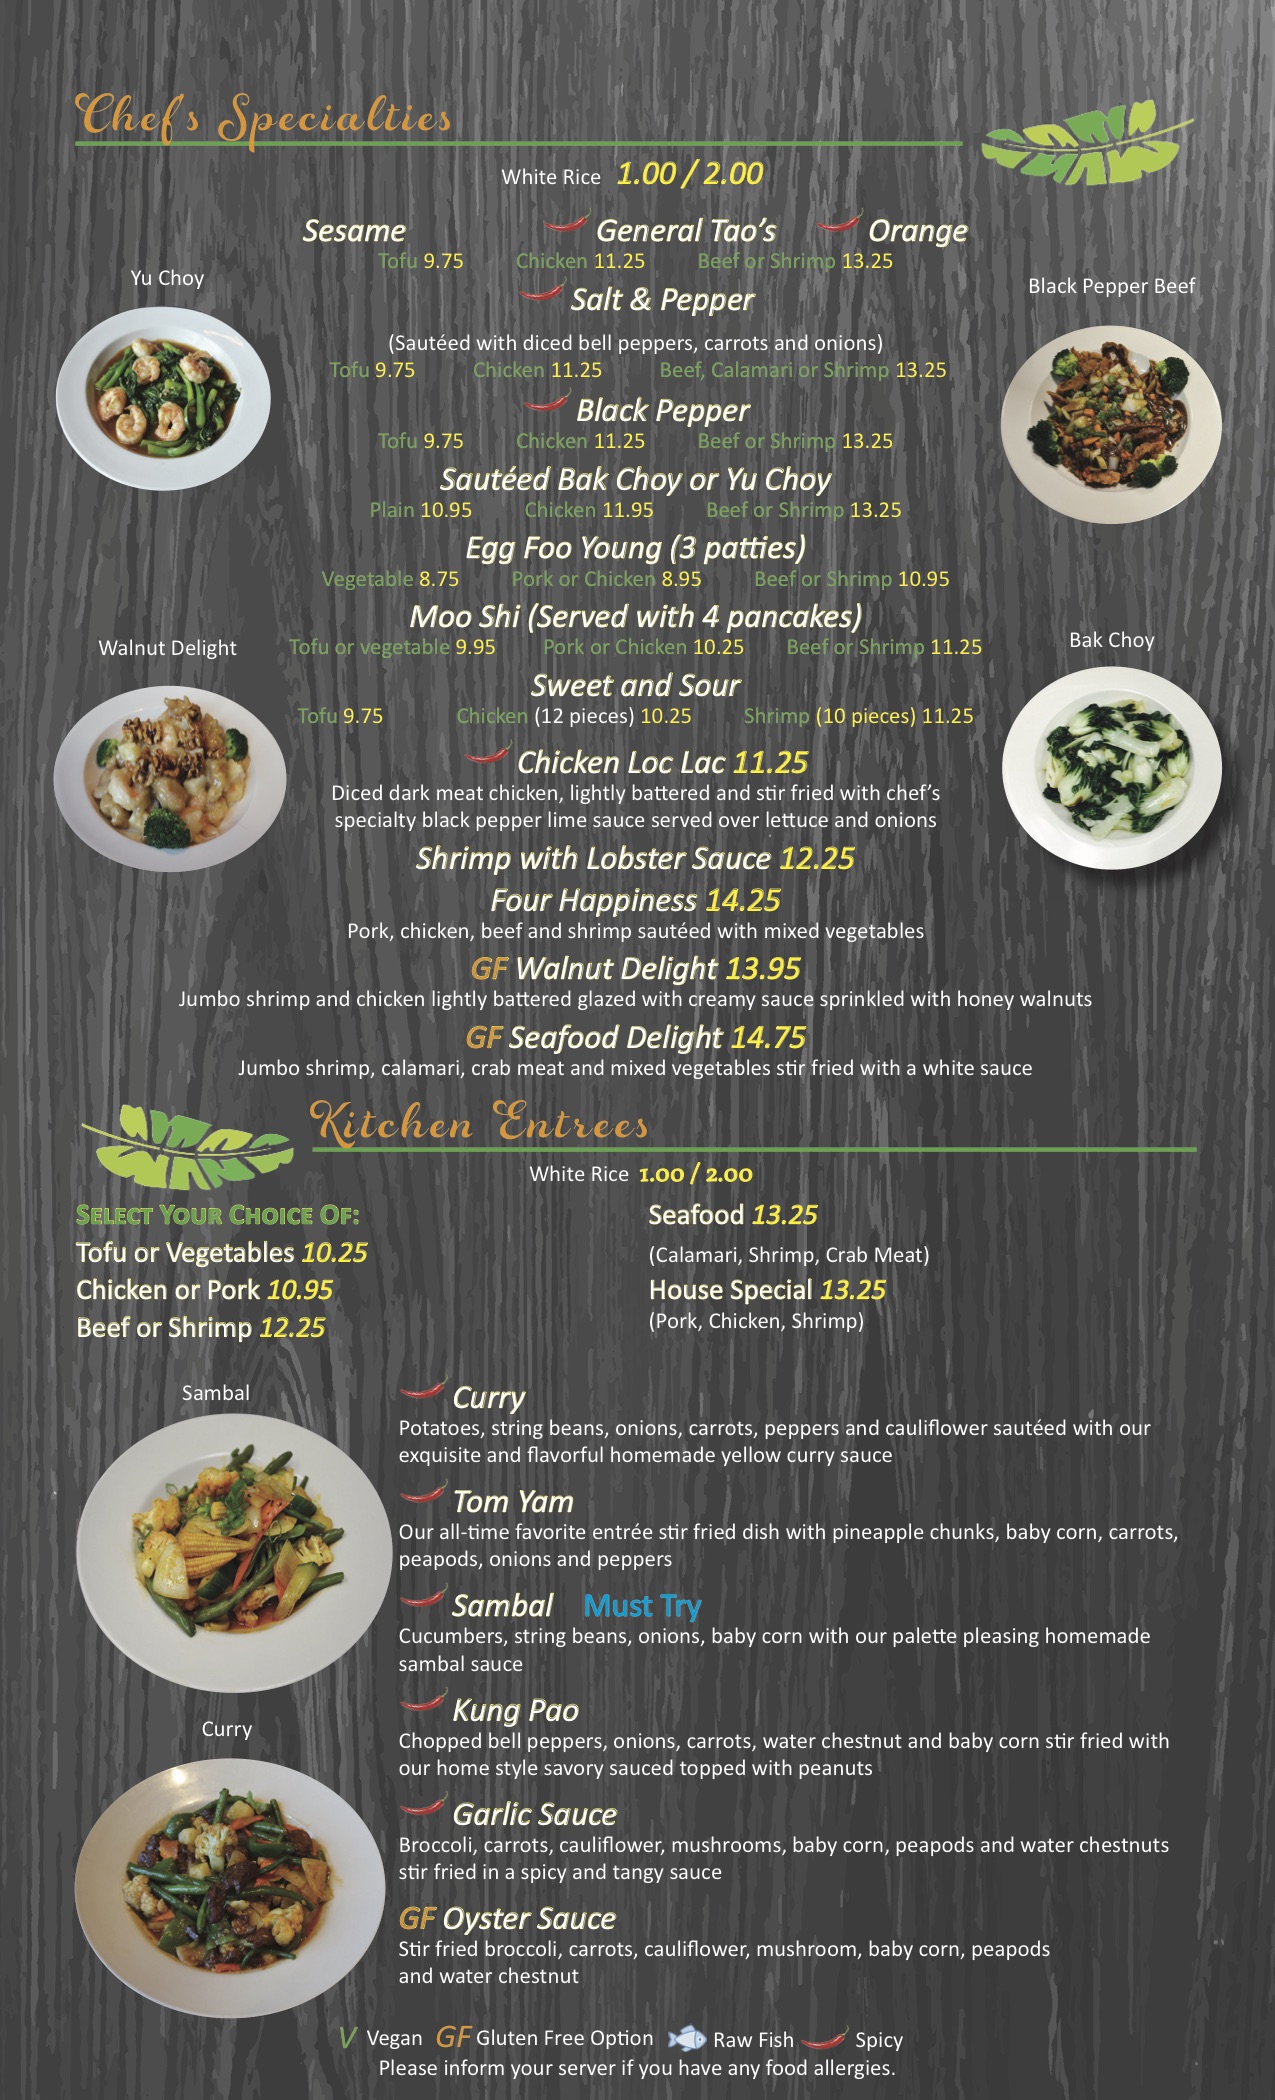 Chef's Specialties
White Rice 1.00 / 2.00
Sesame General Tao's Orange
Tofu 9.75 Chicken 11.25 Beef or Shrimp 13.25
Yu Choy
Black Pepper Beef
Salt & Pepper
(Sautéed with diced bell peppers, carrots and onions)
Tofu 9.75 Chicken 11.25 Beef, Calamari or Shrimp 13.25
Black Pepper
Tofu 9.75 Chicken 11.25 Beef or Shrimp 13.25
Sautéed Bak Choy or Yu Choy
Plain 10.95 Chicken 11.95 Beef or Shrimp 13.25
Egg Foo Young (3 patties)
Vegetable 8.75 Pork or Chicken 8.95 Beef or Shrimp 10.95
Moo Shi (Served with 4 pancakes)
Walnut Delight
Tofu or vegetable 9.95 Pork or Chicken 10.25 Beef or Shrimp 11.25
Bak Choy
Sweet and Sour
Tofu 9.75 Chicken (12 pieces) 10.25 Shrimp (10 pieces) 11.25
Chicken Loc Lac 11.25
Diced dark meat chicken, lightly battered and stir fried with chef's
specialty black pepper lime sauce served over lettuce and onions
Shrimp with Lobster Sauce 12.25
Four Happiness 14.25
Pork, chicken, beef and shrimp sautéed with mixed vegetables
GF Walnut Delight 13.95
Jumbo shrimp and chicken lightly battered glazed with creamy sauce sprinkled with honey walnuts
GF Seafood Delight 14.75
Jumbo shrimp, calamari, crab meat and mixed vegetables stir fried with a white sauce
Kitchen Entrees
White Rice 1.00 / 2.00
Select Your Choice Of:
Tofu or Vegetables 10.25
Chicken or Pork 10.95
Beef or Shrimp 12.25
Seafood 13.25
(Calamari, Shrimp, Crab Meat)
House Special 13.25
(Pork, Chicken, Shrimp)
Sambal
Curry
Potatoes, string beans, onions, carrots, peppers and cauliflower sautéed with our
exquisite and flavorful homemade yellow curry sauce
Tom Yam
Our all-time favorite entrée stir fried dish with pineapple chunks, baby corn, carrots,
peapods, onions and peppers
Sambal Must Try
Cucumbers, string beans, onions, baby corn with our palette pleasing homemade
sambal sauce
Kung Pao
Curry
Chopped bell peppers, onions, carrots, water chestnut and baby corn stir fried with
our home style savory sauced topped with peanuts
Garlic Sauce
Broccoli, carrots, cauliflower, mushrooms, baby corn, peapods and water chestnuts
stir fried in a spicy and tangy sauce
GF Oyster Sauce
Stir fried broccoli, carrots, cauliflower, mushroom, baby corn, peapods
and water chestnut
V Vegan GF Gluten Free Option Raw Fish Spicy
Please inform your server if you have any food allergies.